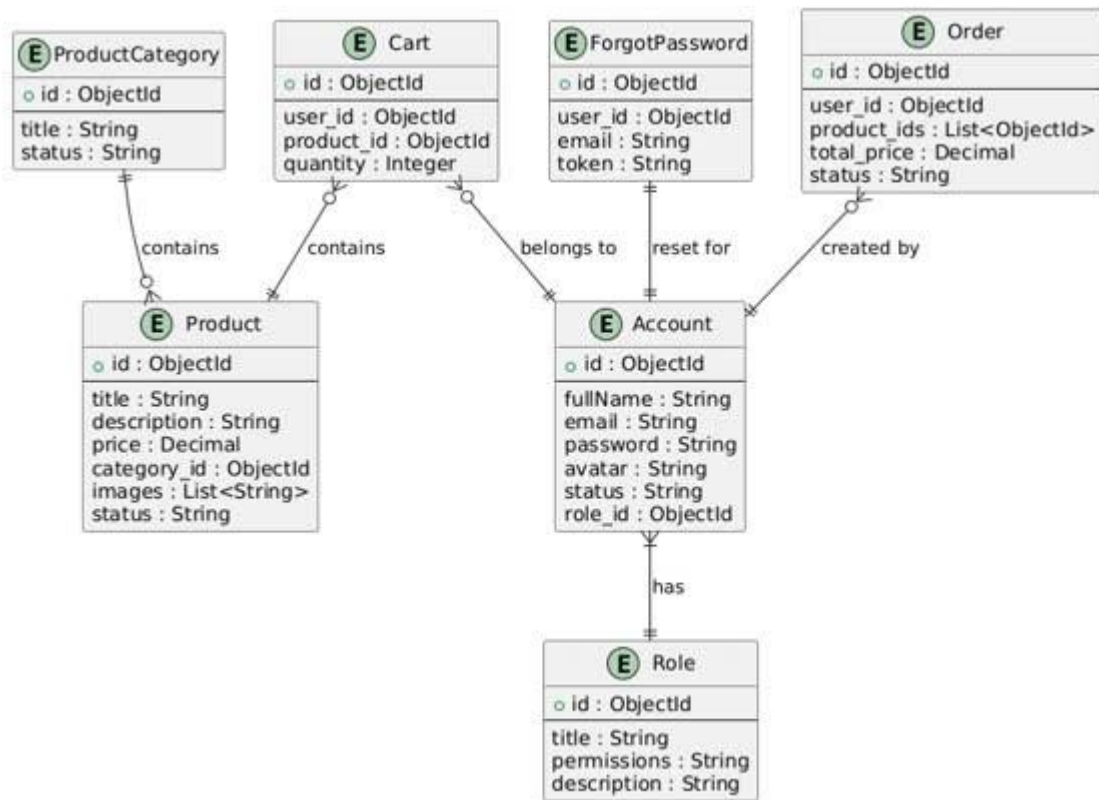 E ProductCategory
id : ObjectId
title : String
status : String
E Cart
id : ObjectId
user_id : ObjectId
product_id : ObjectId
quantity : Integer
E ForgotPassword
id : ObjectId
user_id : ObjectId
email : String
token : String
E Order
id : ObjectId
user_id : ObjectId
product_ids : List<ObjectId>
total_price : Decimal
status : String
contains
contains
belongs to
reset for
created by
E Product
id : ObjectId
title : String
description : String
price : Decimal
category_id : ObjectId
images : List<String>
status : String
E Account
id : ObjectId
fullName : String
email : String
password : String
avatar : String
status : String
role_id : ObjectId
has
E Role
id : ObjectId
title : String
permissions : String
description : String